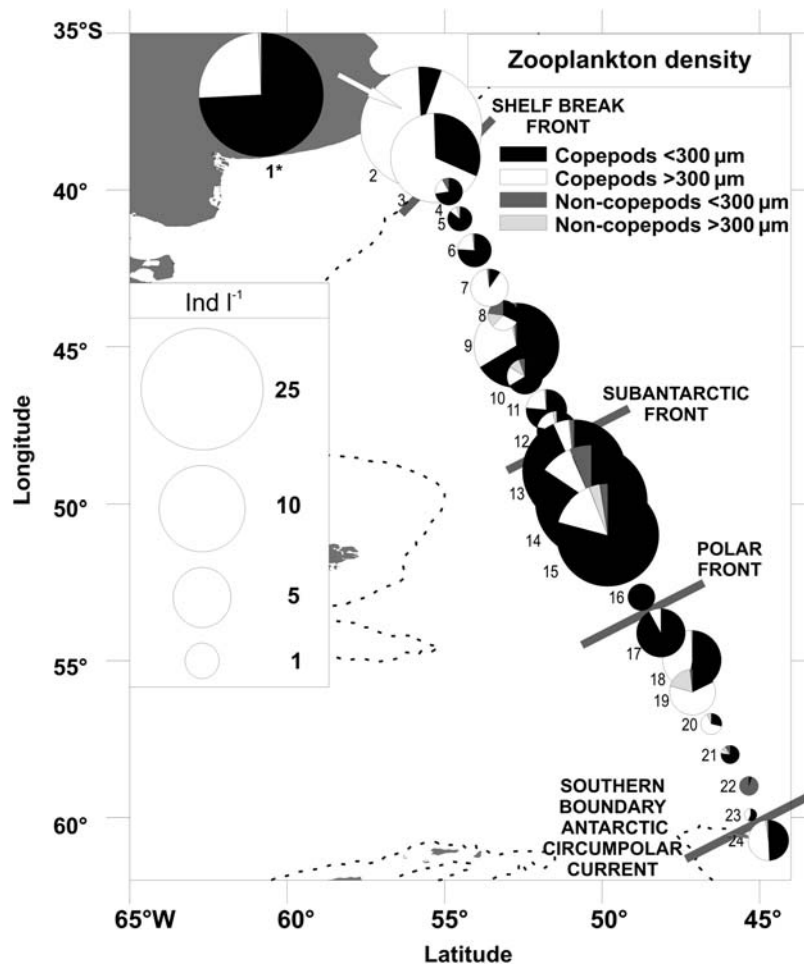 35°S
Zooplankton density
SHELF BREAK
FRONT
Copepods <300 µm
Copepods >300 µm
Non-copepods <300 µm
Non-copepods >300 µm
1*
2
3
40°
4
5
6
7
Ind l-1
8
9
45°
25
10
SUBANTARCTIC
FRONT
11
12
13
10
50°
14
15
POLAR
FRONT
5
16
17
1
55°
18
19
20
21
SOUTHERN
BOUNDARY
ANTARCTIC
CIRCUMPOLAR
CURRENT
22
23
60°
24
65°W
60°
55°
50°
45°
Latitude
Longitude